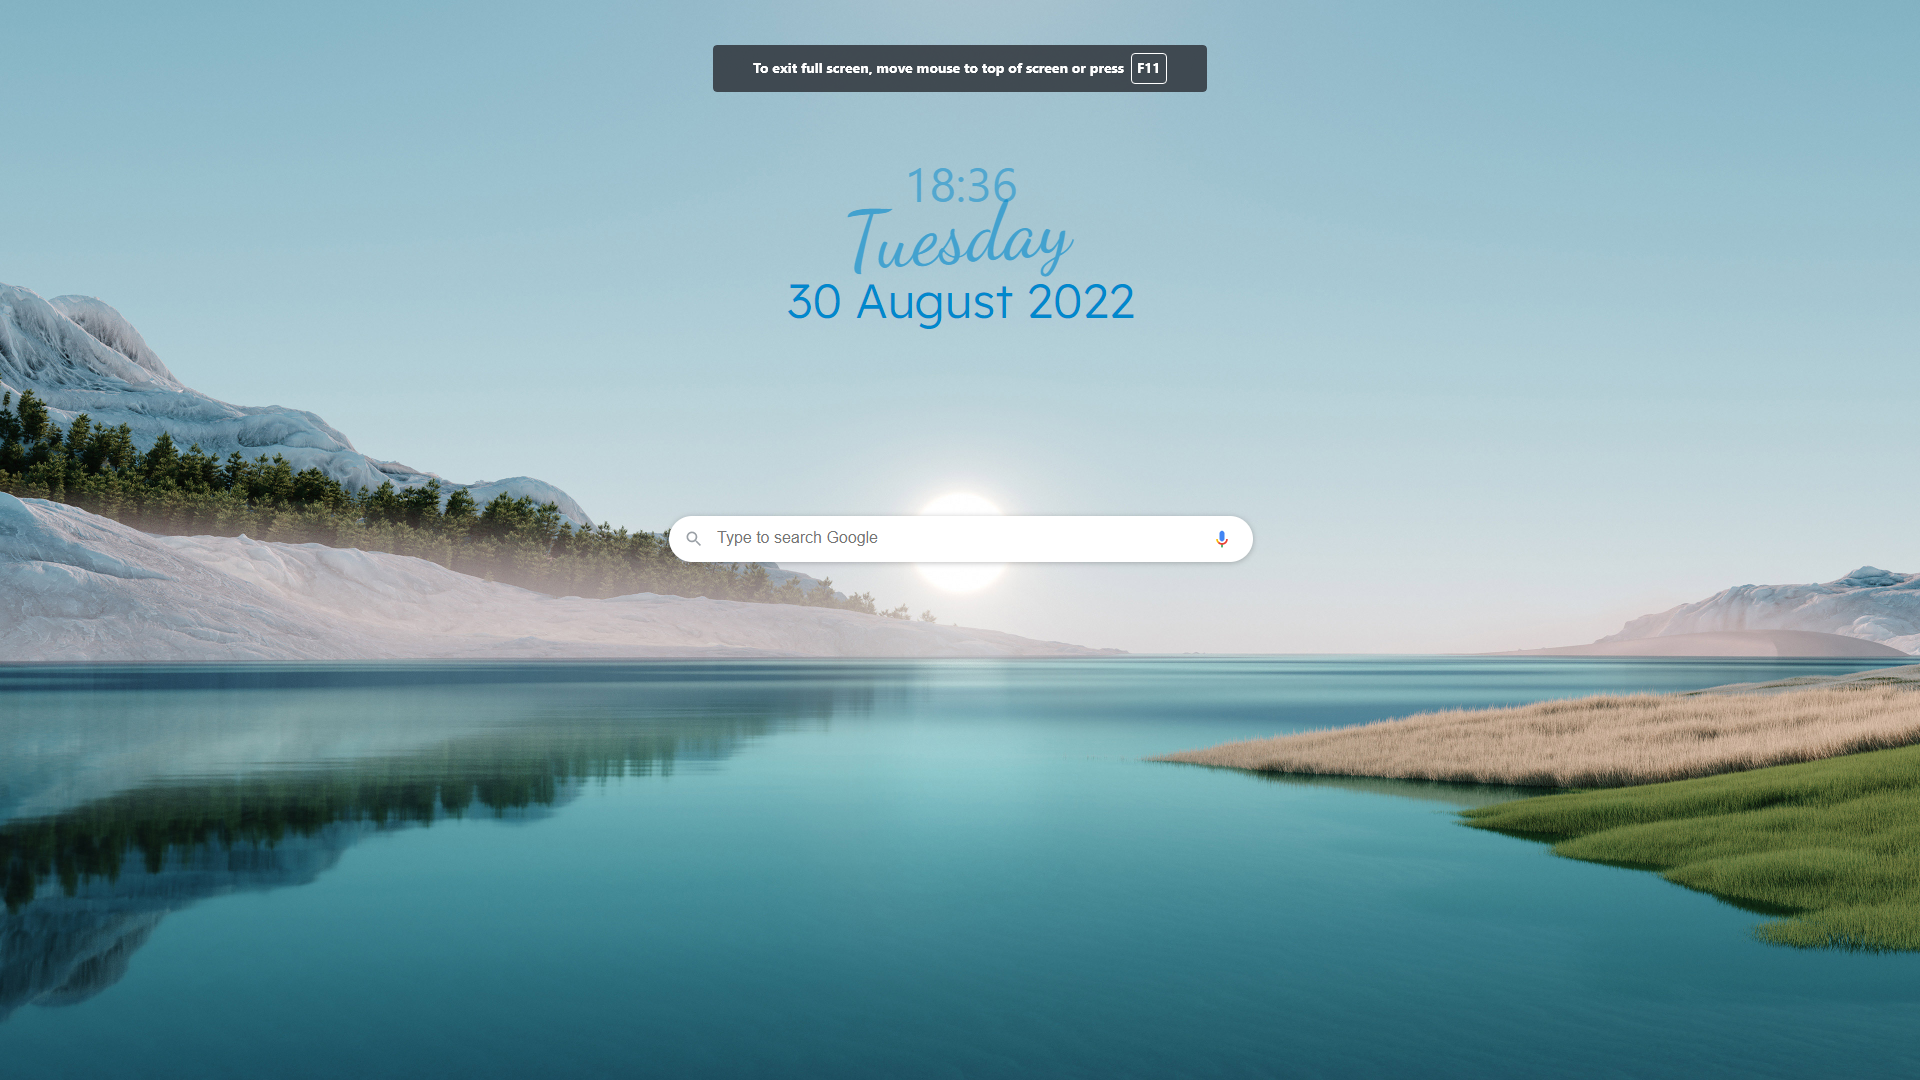 To exit full screen, move mouse to top of screen or press F11
18:36
Tuesday
30 August 2022
Type to search Google